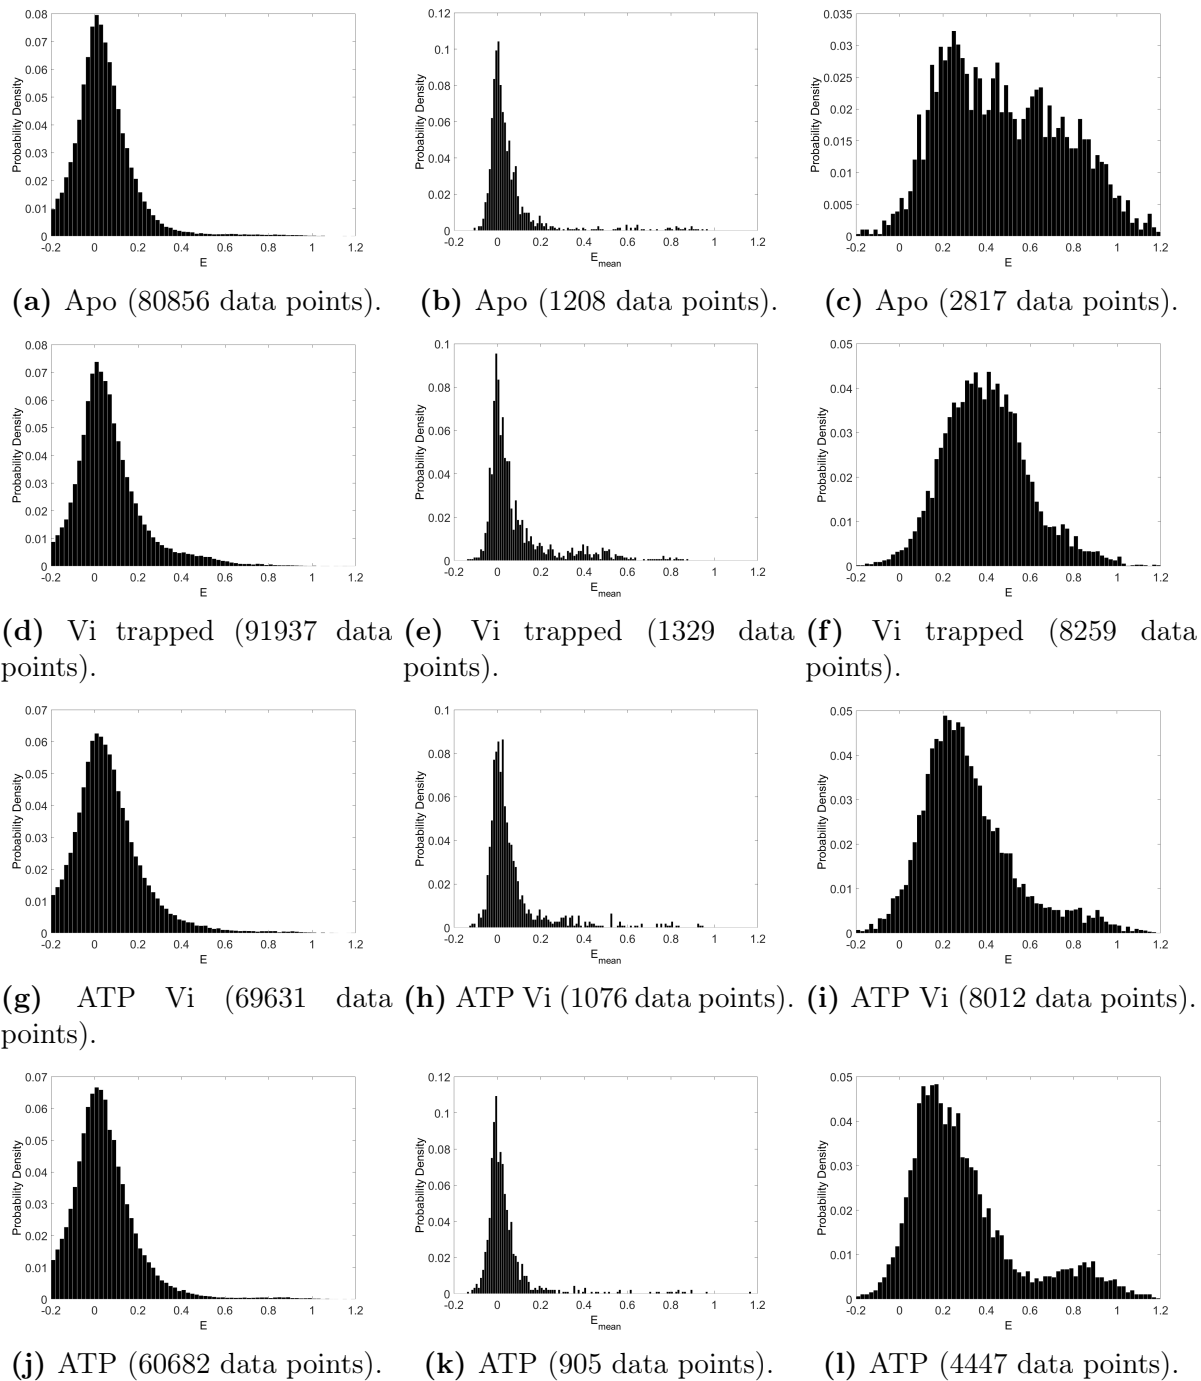 0.08
0.07
0.06
0.05
0.04
0.03
0.02
0.01
0
Probability Density
-0.2 0 0.2 0.4 0.6 0.8 1 1.2
E
(a) Apo (80856 data points).
0.12
0.1
0.08
0.06
0.04
0.02
0
Probability Density
-0.2 0 0.2 0.4 0.6 0.8 1 1.2
E_mean
(b) Apo (1208 data points).
0.035
0.03
0.025
0.02
0.015
0.01
0.005
0
Probability Density
-0.2 0 0.2 0.4 0.6 0.8 1 1.2
E
(c) Apo (2817 data points).
0.08
0.07
0.06
0.05
0.04
0.03
0.02
0.01
0
Probability Density
-0.2 0 0.2 0.4 0.6 0.8 1 1.2
E
(d) Vi trapped (91937 data
points).
0.1
0.08
0.06
0.04
0.02
0
Probability Density
-0.2 0 0.2 0.4 0.6 0.8 1 1.2
E_mean
(e) Vi trapped (1329 data
points).
0.05
0.04
0.03
0.02
0.01
0
Probability Density
-0.2 0 0.2 0.4 0.6 0.8 1 1.2
E
(f) Vi trapped (8259 data
points).
0.07
0.06
0.05
0.04
0.03
0.02
0.01
0
Probability Density
-0.2 0 0.2 0.4 0.6 0.8 1 1.2
E
(g) ATP Vi (69631 data
points).
0.1
0.08
0.06
0.04
0.02
0
Probability Density
-0.2 0 0.2 0.4 0.6 0.8 1 1.2
E_mean
(h) ATP Vi (1076 data points).
0.05
0.04
0.03
0.02
0.01
0
Probability Density
-0.2 0 0.2 0.4 0.6 0.8 1 1.2
E
(i) ATP Vi (8012 data points).
0.07
0.06
0.05
0.04
0.03
0.02
0.01
0
Probability Density
-0.2 0 0.2 0.4 0.6 0.8 1 1.2
E
(j) ATP (60682 data points).
0.12
0.1
0.08
0.06
0.04
0.02
0
Probability Density
-0.2 0 0.2 0.4 0.6 0.8 1 1.2
E_mean
(k) ATP (905 data points).
0.05
0.04
0.03
0.02
0.01
0
Probability Density
-0.2 0 0.2 0.4 0.6 0.8 1 1.2
E
(l) ATP (4447 data points).